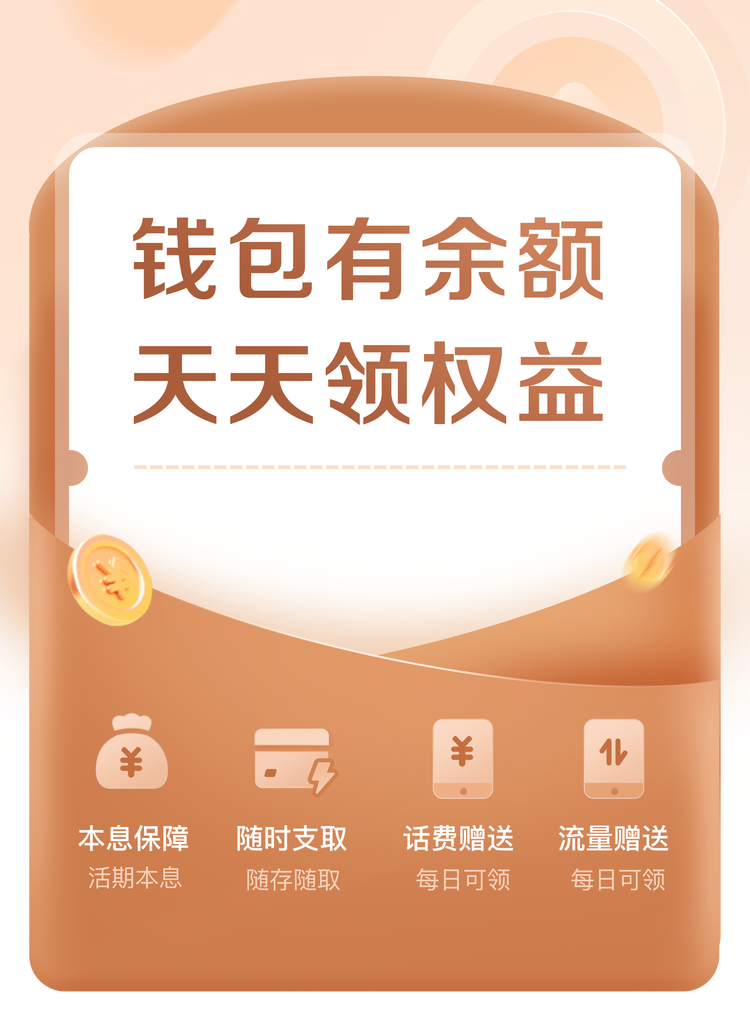 钱包有余额
天天领权益
¥
¥
¥
本息保障 随时支取 话费赠送 流量赠送
活期本息 随存随取 每日可领 每日可领